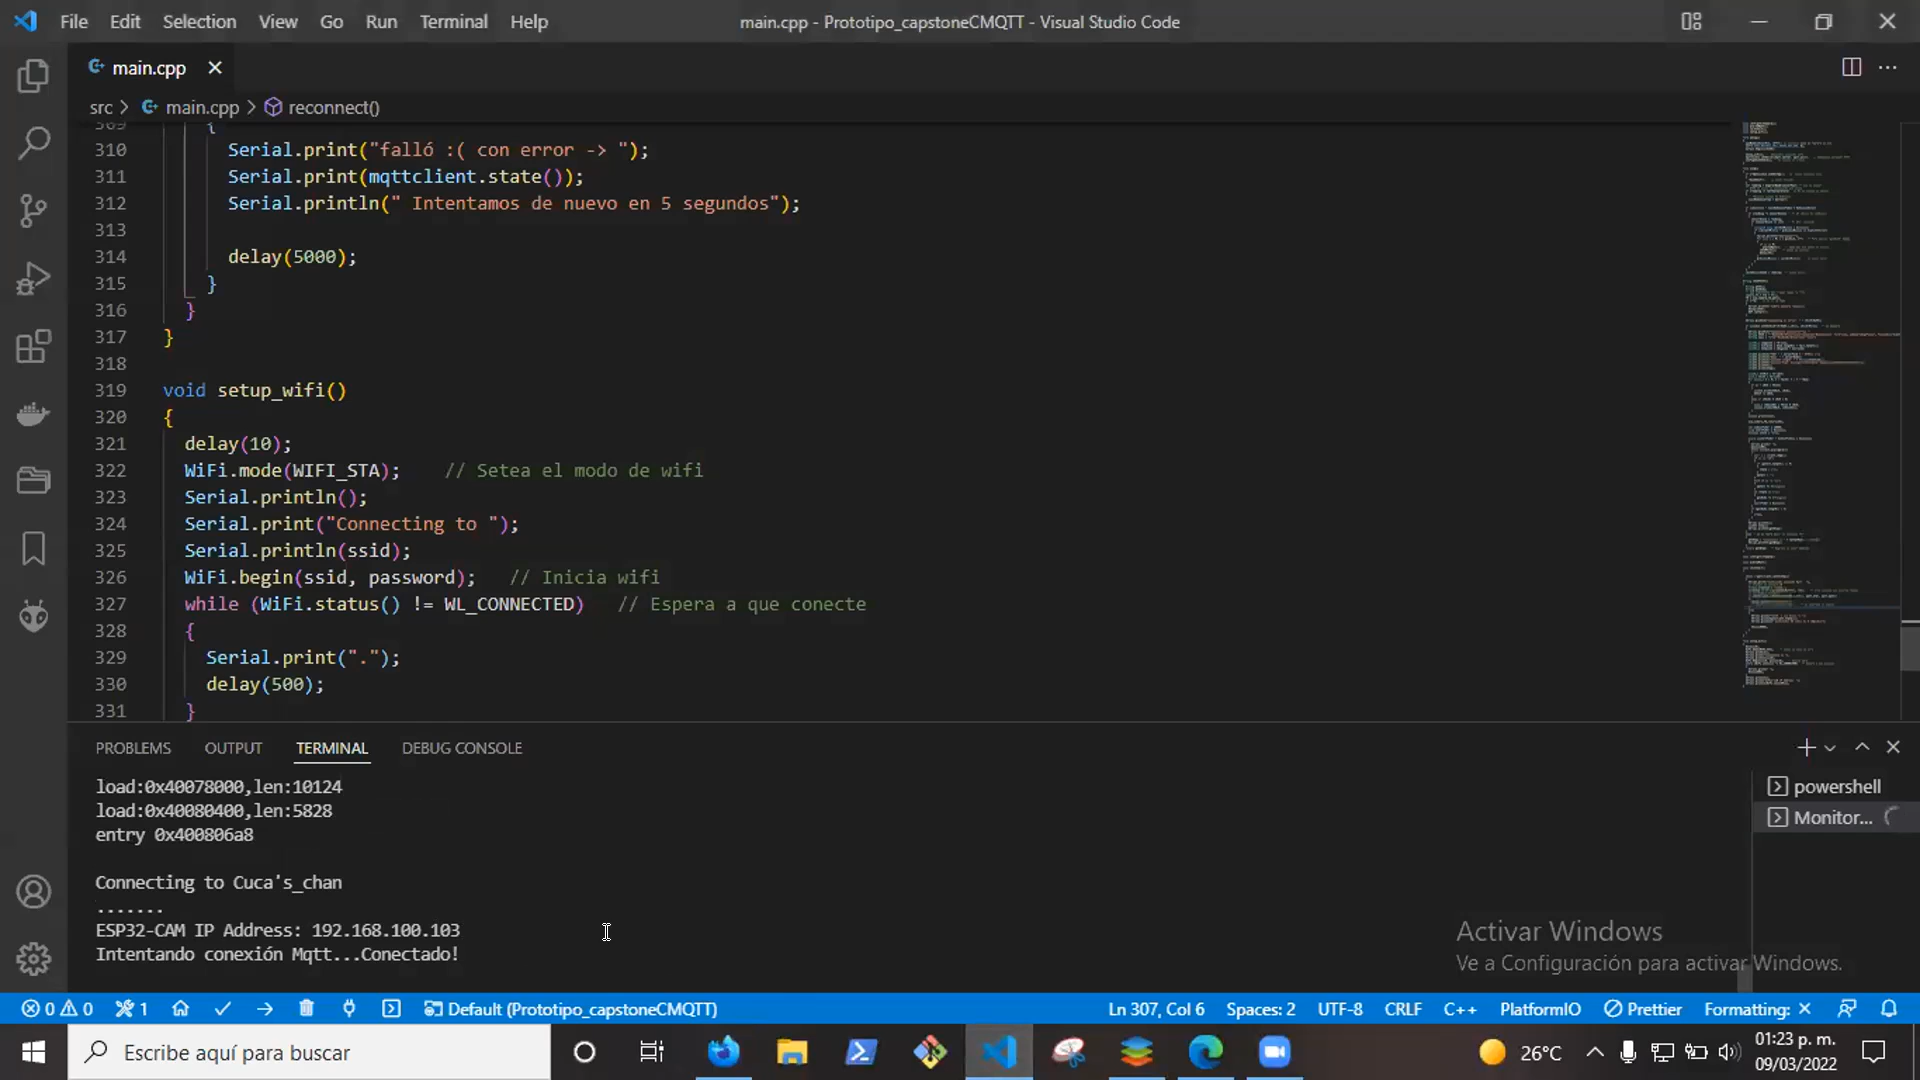 File Edit Selection View Go Run Terminal Help
main.cpp - Prototipo_capstoneCMQTT - Visual Studio Code
main.cpp
src > main.cpp > reconnect()
309 {
310 Serial.print("falló :( con error -> ");
311 Serial.print(mqttclient.state());
312 Serial.println(" Intentamos de nuevo en 5 segundos");
313
314 delay(5000);
315 }
316 }
317 }
318
319 void setup_wifi()
320 {
321 delay(10);
322 WiFi.mode(WIFI_STA); // Setea el modo de wifi
323 Serial.println();
324 Serial.print("Connecting to ");
325 Serial.println(ssid);
326 WiFi.begin(ssid, password); // Inicia wifi
327 while (WiFi.status() != WL_CONNECTED) // Espera a que conecte
328 {
329 Serial.print(".");
330 delay(500);
331 }
PROBLEMS OUTPUT TERMINAL DEBUG CONSOLE
load:0x40078000,len:10124
load:0x40080400,len:5828
entry 0x400806a8
Connecting to Cuca's_chan
.......
ESP32-CAM IP Address: 192.168.100.103
Intentando conexión Mqtt...Conectado!
powershell
Monitor...
Activar Windows
Ve a Configuración para activar Windows.
0 0 1 Default (Prototipo_capstoneCMQTT) Ln 307, Col 6 Spaces: 2 UTF-8 CRLF C++ PlatformIO Prettier Formatting: ×
Escribe aquí para buscar
26°C
01:23 p. m.
09/03/2022